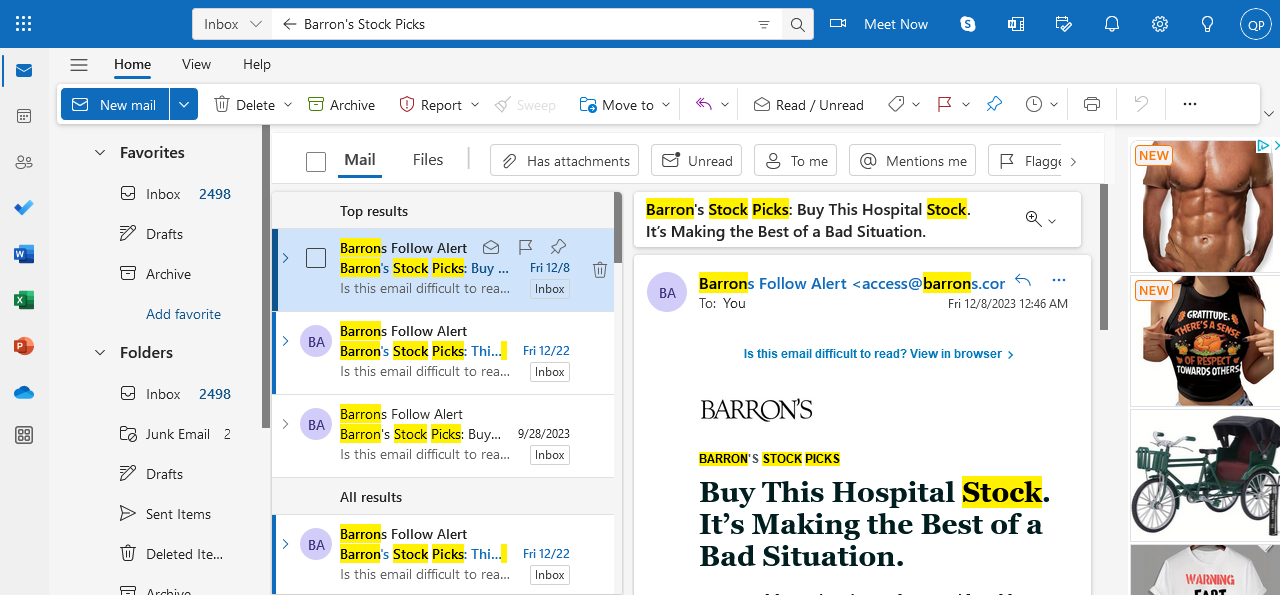 Inbox
Barron's Stock Picks
Meet Now
QP
Home
View
Help
New mail
Delete
Archive
Report
Sweep
Move to
Read / Unread
Favorites
Inbox 2498
Drafts
Archive
Add favorite
Folders
Inbox 2498
Junk Email 2
Drafts
Sent Items
Deleted Ite...
Archive
Mail
Files
Has attachments
Unread
To me
Mentions me
Flagge
Top results
Barrons Follow Alert
Barron's Stock Picks: Buy ... Fri 12/8
Is this email difficult to rea... Inbox
BA
Barrons Follow Alert
Barron's Stock Picks: Thi... Fri 12/22
Is this email difficult to rea... Inbox
BA
Barrons Follow Alert
Barron's Stock Picks: Buy... 9/28/2023
Is this email difficult to rea... Inbox
All results
BA
Barrons Follow Alert
Barron's Stock Picks: Thi... Fri 12/22
Is this email difficult to rea... Inbox
Barron's Stock Picks: Buy This Hospital Stock.
It’s Making the Best of a Bad Situation.
BA
Barrons Follow Alert <access@barrons.cor
To: You
Fri 12/8/2023 12:46 AM
Is this email difficult to read? View in browser ›
BARRON'S
BARRON'S STOCK PICKS
Buy This Hospital Stock.
It’s Making the Best of a
Bad Situation.
NEW
NEW
GRATITUDE.
THERE'S A SENSE
OF RESPECT
TOWARDS OTHERS
WARNING